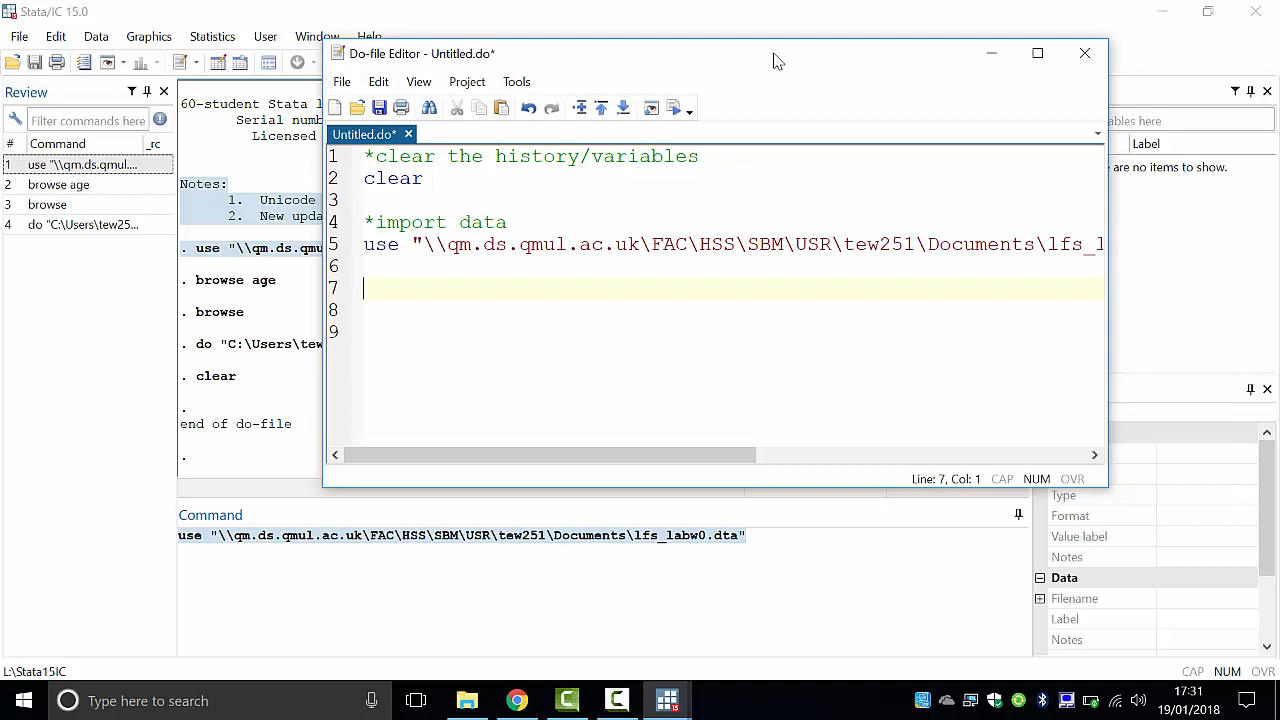 Stata/IC 15.0
File Edit Data Graphics Statistics User Window Help
Review
Filter commands here
# Command _rc
1 use "\\qm.ds.qmul....
2 browse age
3 browse
4 do "C:\Users\tew25...
60-student Stata l
Serial numb
Licensed
Notes:
1. Unicode
2. New upda
. use "\\qm.ds.qmu
. browse age
. browse
. do "C:\Users\tew
. clear
.
end of do-file
.
Do-file Editor - Untitled.do*
File Edit View Project Tools
Untitled.do*
1 *clear the history/variables
2 clear
3
4 *import data
5 use "\\qm.ds.qmul.ac.uk\FAC\HSS\SBM\USR\tew251\Documents\lfs_l
6
7
8
9
Line: 7, Col: 1 CAP NUM OVR
Command
use "\\qm.ds.qmul.ac.uk\FAC\HSS\SBM\USR\tew251\Documents\lfs_labw0.dta"
ables here
Label
re are no items to show.
Type
Format
Value label
Notes
Data
Filename
Label
Notes
L:\Stata15IC
CAP NUM OVR
Type here to search
17:31
19/01/2018